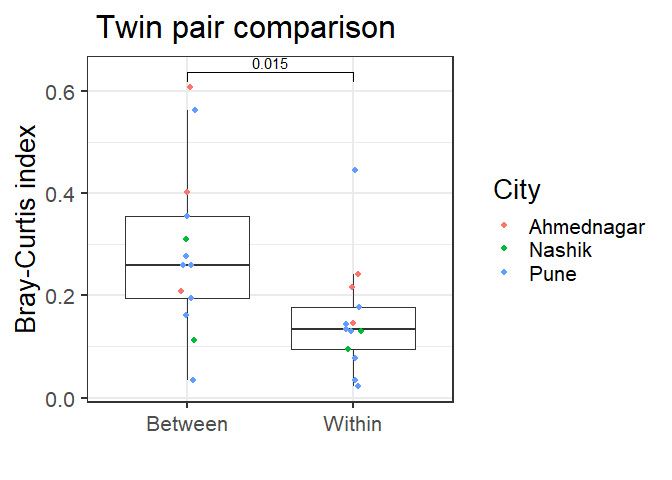 Twin pair comparison
0.015
Bray-Curtis index
0.6
0.4
0.2
0.0
Between
Within
City
Ahmednagar
Nashik
Pune